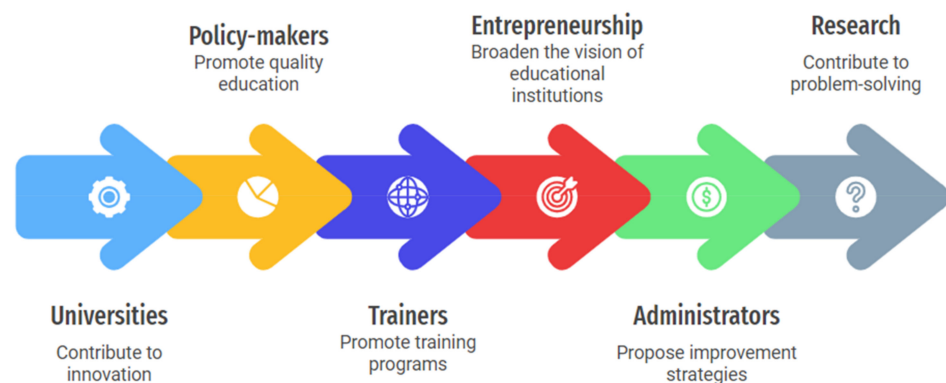 Policy-makers
Promote quality
education
Entrepreneurship
Broaden the vision of
educational
institutions
Research
Contribute to
problem-solving
$
?
Universities
Contribute to
innovation
Trainers
Promote training
programs
Administrators
Propose improvement
strategies